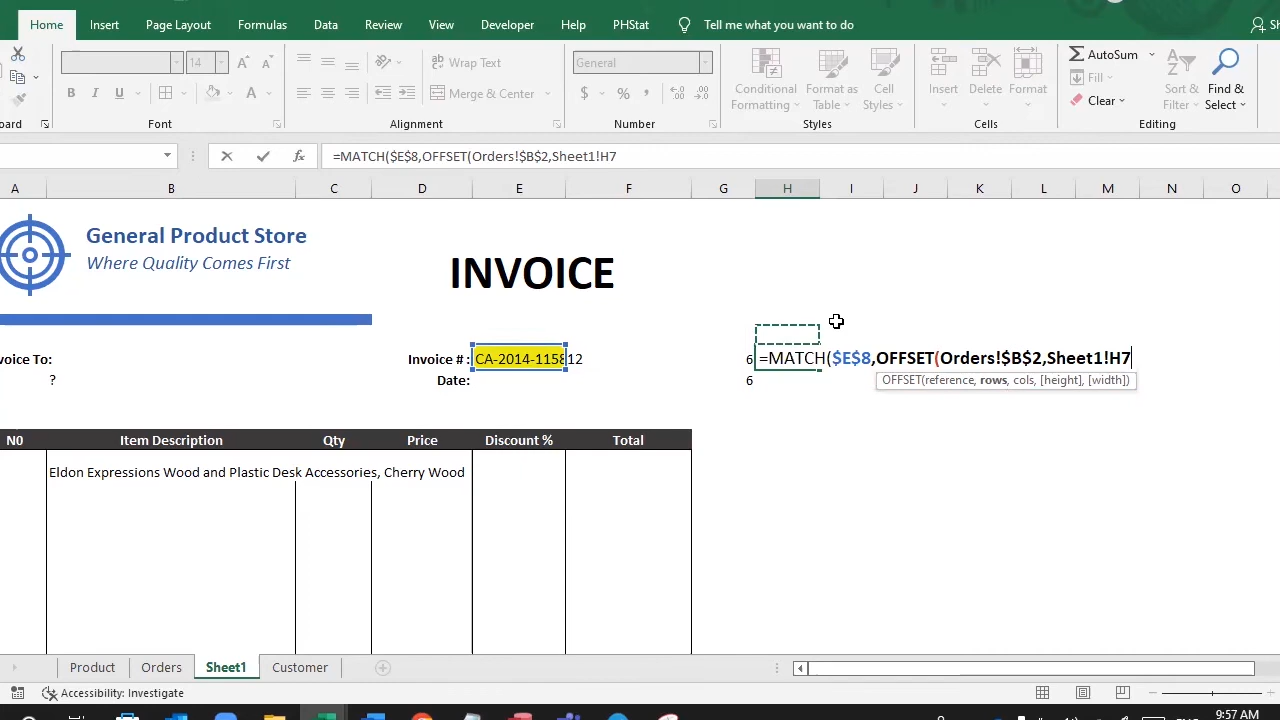 Home Insert Page Layout Formulas Data Review View Developer Help PHStat Tell me what you want to do
14 Wrap Text General AutoSum
B I U A Merge & Center $ % Conditional Formatting Format as Table Cell Styles Insert Delete Format Fill Sort & Filter Find & Select
Clear
Font Alignment Number Styles Cells Editing
fx =MATCH($E$8,OFFSET(Orders!$B$2,Sheet1!H7
A B C D E F G H I J K L M N O
General Product Store
Where Quality Comes First
INVOICE
voice To: Invoice # : CA-2014-115812 6 =MATCH($E$8,OFFSET(Orders!$B$2,Sheet1!H7
? Date: 6 OFFSET(reference, rows, cols, [height], [width])
N0 Item Description Qty Price Discount % Total
Eldon Expressions Wood and Plastic Desk Accessories, Cherry Wood
Product Orders Sheet1 Customer
Accessibility: Investigate
9:57 AM